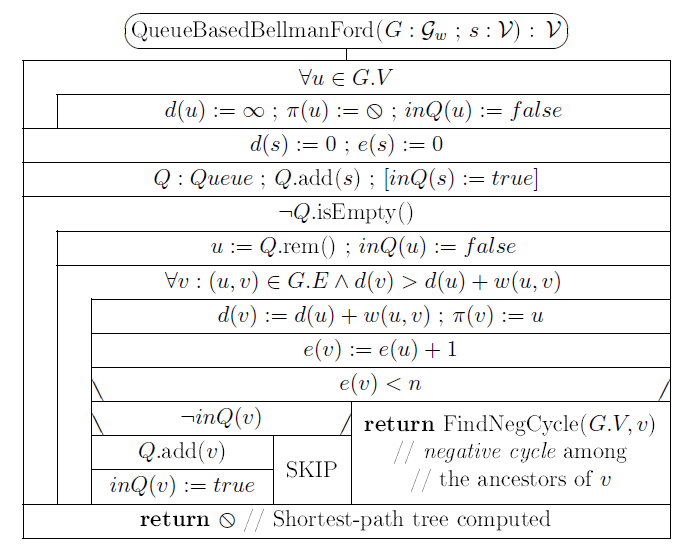 QueueBasedBellmanFord(G : 𝒢w ; s : 𝒱) : 𝒱
∀u ∈ G.V
d(u) := ∞ ; π(u) := ⦸ ; inQ(u) := false
d(s) := 0 ; e(s) := 0
Q : Queue ; Q.add(s) ; [inQ(s) := true]
¬Q.isEmpty()
u := Q.rem() ; inQ(u) := false
∀v : (u, v) ∈ G.E ∧ d(v) > d(u) + w(u, v)
d(v) := d(u) + w(u, v) ; π(v) := u
e(v) := e(u) + 1
e(v) < n
¬inQ(v)
Q.add(v)
inQ(v) := true
SKIP
return FindNegCycle(G.V, v)
// negative cycle among
// the ancestors of v
return ⦸ // Shortest-path tree computed